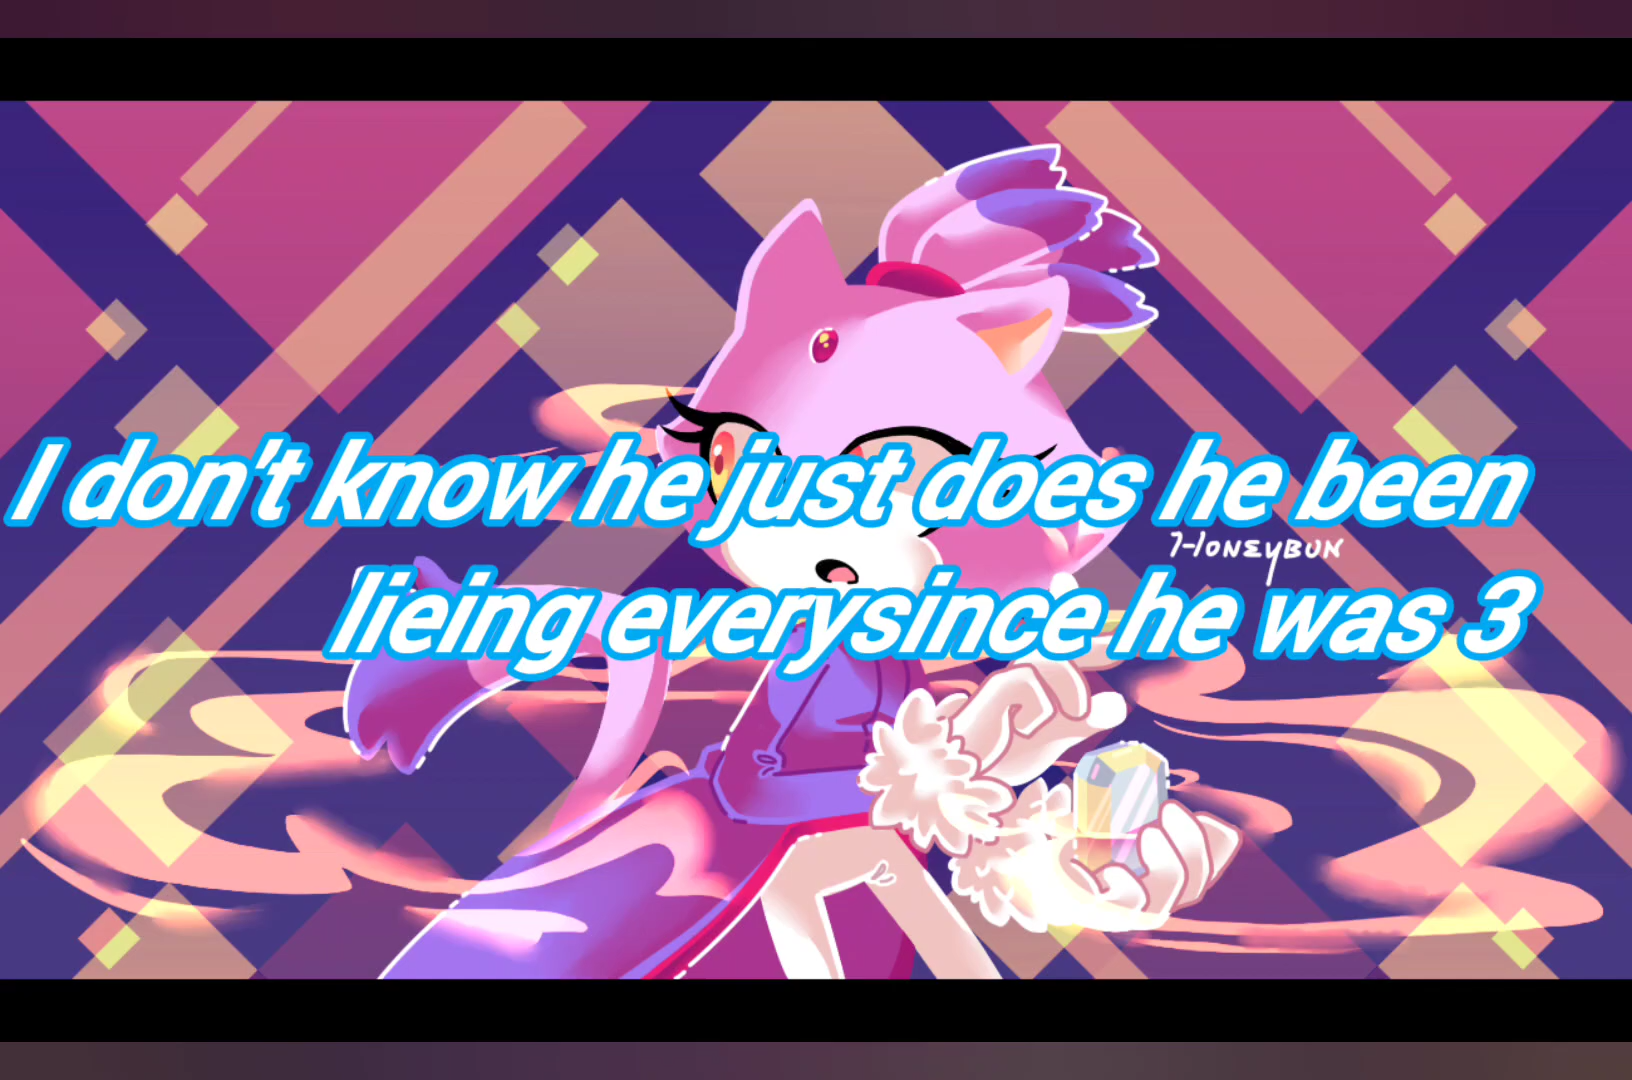 I don't know he just does he been
HONEYBUN
lieing everysince he was 3